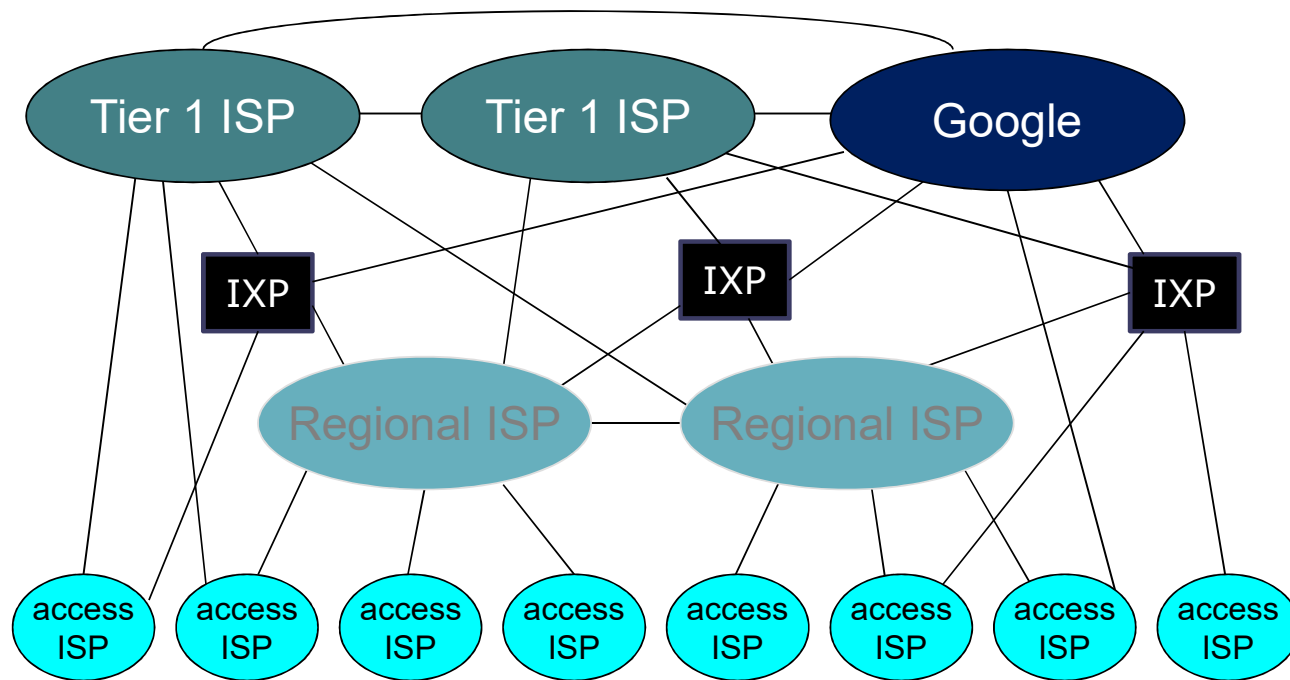 Tier 1 ISP
Tier 1 ISP
Google
IXP
IXP
IXP
Regional ISP
Regional ISP
access
ISP
access
ISP
access
ISP
access
ISP
access
ISP
access
ISP
access
ISP
access
ISP